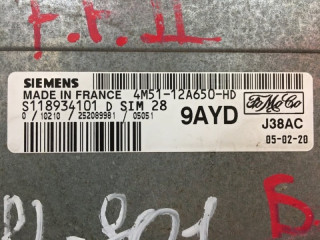 SIEMENS
MADE IN FRANCE 4M51-12A650-HD
S118934101 D SIM 28
0 / 10210 / 252089981 / 05051
9AYD
FoMoCo
J38AC
05-02-20